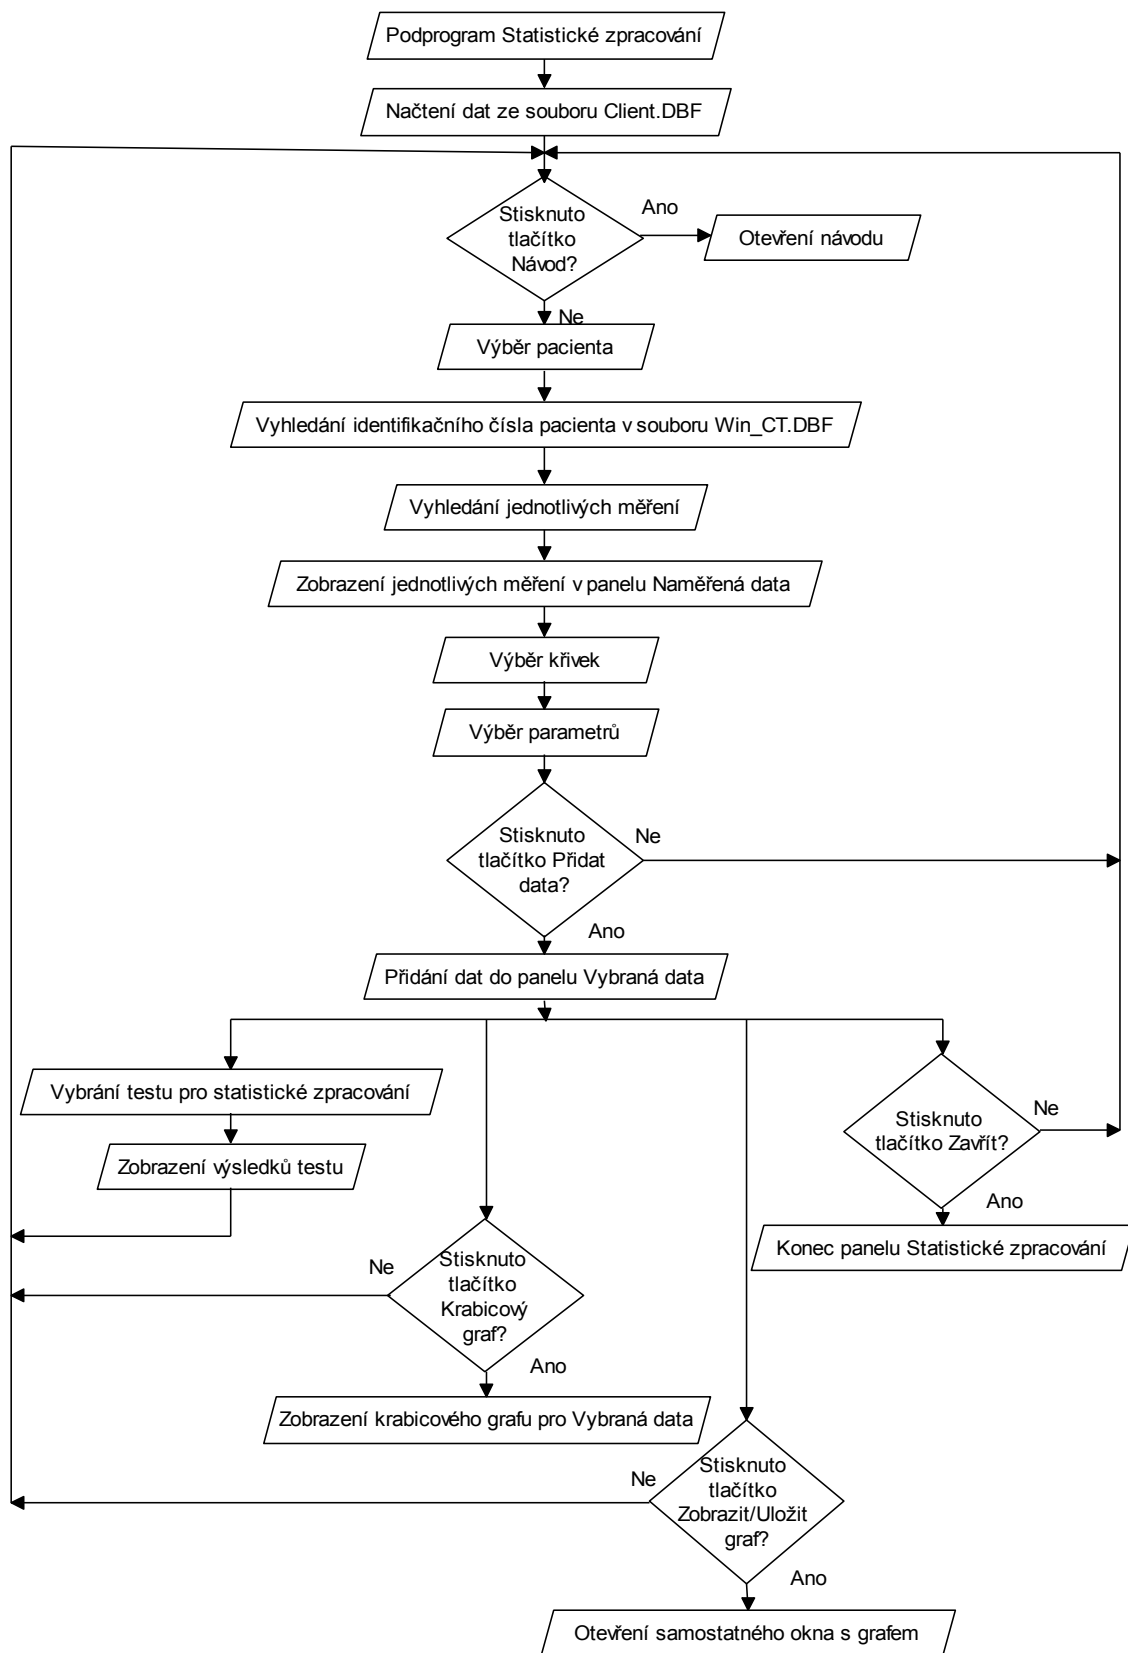 Podprogram Statistické zpracování
Načtení dat ze souboru Client.DBF
Stisknuto
tlačítko
Návod?
Ano
Otevření návodu
Ne
Výběr pacienta
Vyhledání identifikačního čísla pacienta v souboru Win_CT.DBF
Vyhledání jednotlivých měření
Zobrazení jednotlivých měření v panelu Naměřená data
Výběr křivek
Výběr parametrů
Stisknuto
tlačítko Přidat
data?
Ne
Ano
Přidání dat do panelu Vybraná data
Vybrání testu pro statistické zpracování
Zobrazení výsledků testu
Stisknuto
tlačítko Zavřít?
Ne
Ano
Konec panelu Statistické zpracování
Stisknuto
tlačítko
Krabicový
graf?
Ne
Ano
Zobrazení krabicového grafu pro Vybraná data
Stisknuto
tlačítko
Zobrazit/Uložit
graf?
Ne
Ano
Otevření samostatného okna s grafem